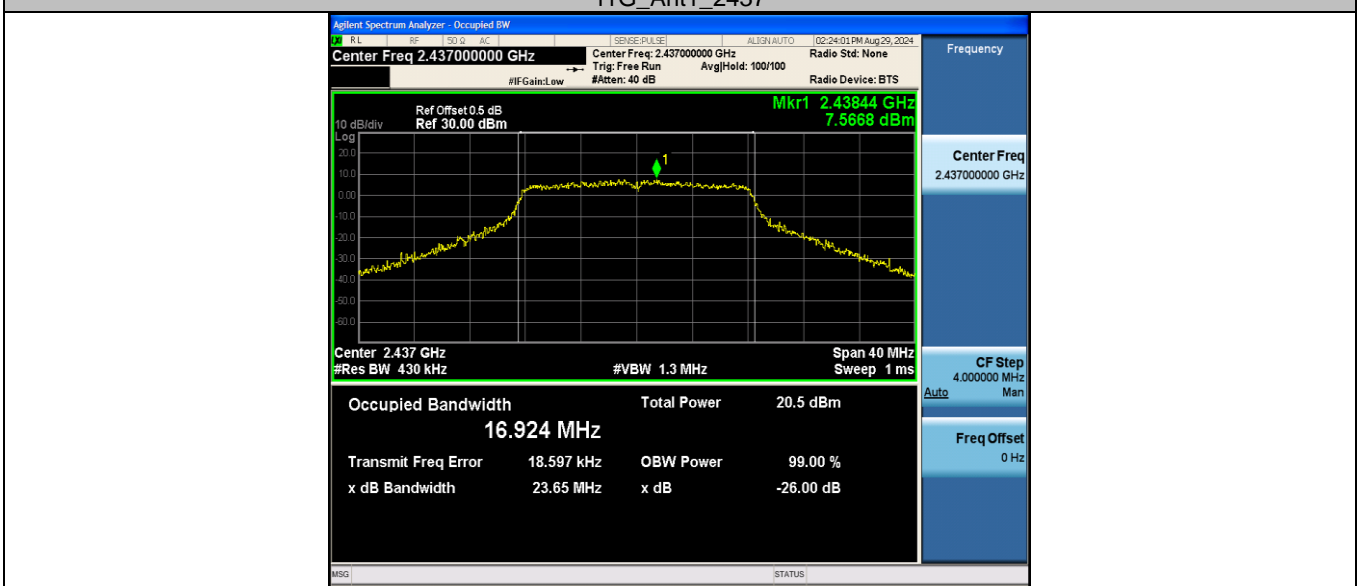 11G_Ant1_2437
Agilent Spectrum Analyzer - Occupied BW
RL RF 50 Ω AC SENSE:PULSE ALIGN AUTO 02:24:01 PM Aug 29, 2024
Center Freq 2.437000000 GHz
Center Freq: 2.437000000 GHz
Radio Std: None
Trig: Free Run Avg|Hold: 100/100
#IFGain:Low #Atten: 40 dB Radio Device: BTS
Frequency
Ref Offset 0.5 dB
10 dB/div Ref 30.00 dBm
Mkr1 2.43844 GHz
7.5668 dBm
Log
20.0
10.0
0.00
-10.0
-20.0
-30.0
-40.0
-50.0
-60.0
1
Center 2.437 GHz Span 40 MHz
#Res BW 430 kHz #VBW 1.3 MHz Sweep 1 ms
Occupied Bandwidth Total Power 20.5 dBm
16.924 MHz
Transmit Freq Error 18.597 kHz OBW Power 99.00 %
x dB Bandwidth 23.65 MHz x dB -26.00 dB
Center Freq
2.437000000 GHz
CF Step
4.000000 MHz
Auto Man
Freq Offset
0 Hz
MSG STATUS